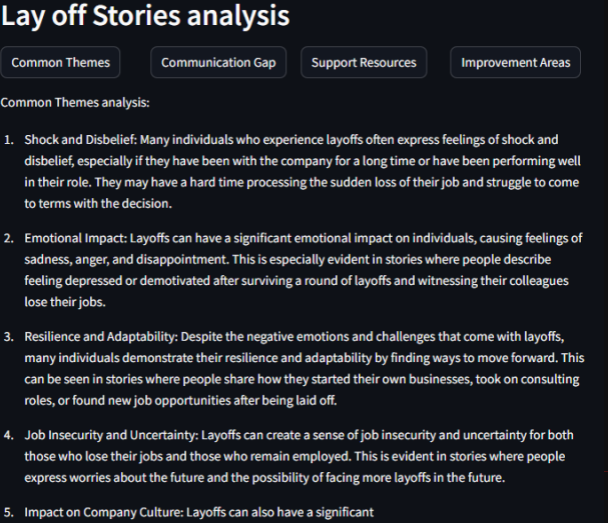 Lay off Stories analysis
Common Themes
Communication Gap
Support Resources
Improvement Areas
Common Themes analysis:
1. Shock and Disbelief: Many individuals who experience layoffs often express feelings of shock and
disbelief, especially if they have been with the company for a long time or have been performing well
in their role. They may have a hard time processing the sudden loss of their job and struggle to come
to terms with the decision.
2. Emotional Impact: Layoffs can have a significant emotional impact on individuals, causing feelings of
sadness, anger, and disappointment. This is especially evident in stories where people describe
feeling depressed or demotivated after surviving a round of layoffs and witnessing their colleagues
lose their jobs.
3. Resilience and Adaptability: Despite the negative emotions and challenges that come with layoffs,
many individuals demonstrate their resilience and adaptability by finding ways to move forward. This
can be seen in stories where people share how they started their own businesses, took on consulting
roles, or found new job opportunities after being laid off.
4. Job Insecurity and Uncertainty: Layoffs can create a sense of job insecurity and uncertainty for both
those who lose their jobs and those who remain employed. This is evident in stories where people
express worries about the future and the possibility of facing more layoffs in the future.
5. Impact on Company Culture: Layoffs can also have a significant